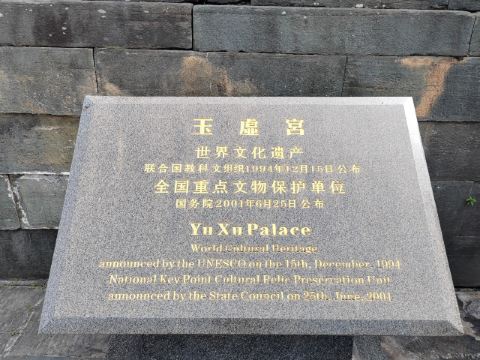 玉虚宫
世界文化遗产
联合国教科文组织1994年12月15日公布
全国重点文物保护单位
国务院2001年6月25日公布
Yu Xu Palace
World Cultural Heritage
announced by the UNESCO on the 15th, December, 1994
National Key Point Cultural Relic Preservation Unit
announced by the State Council on 25th, June, 2001